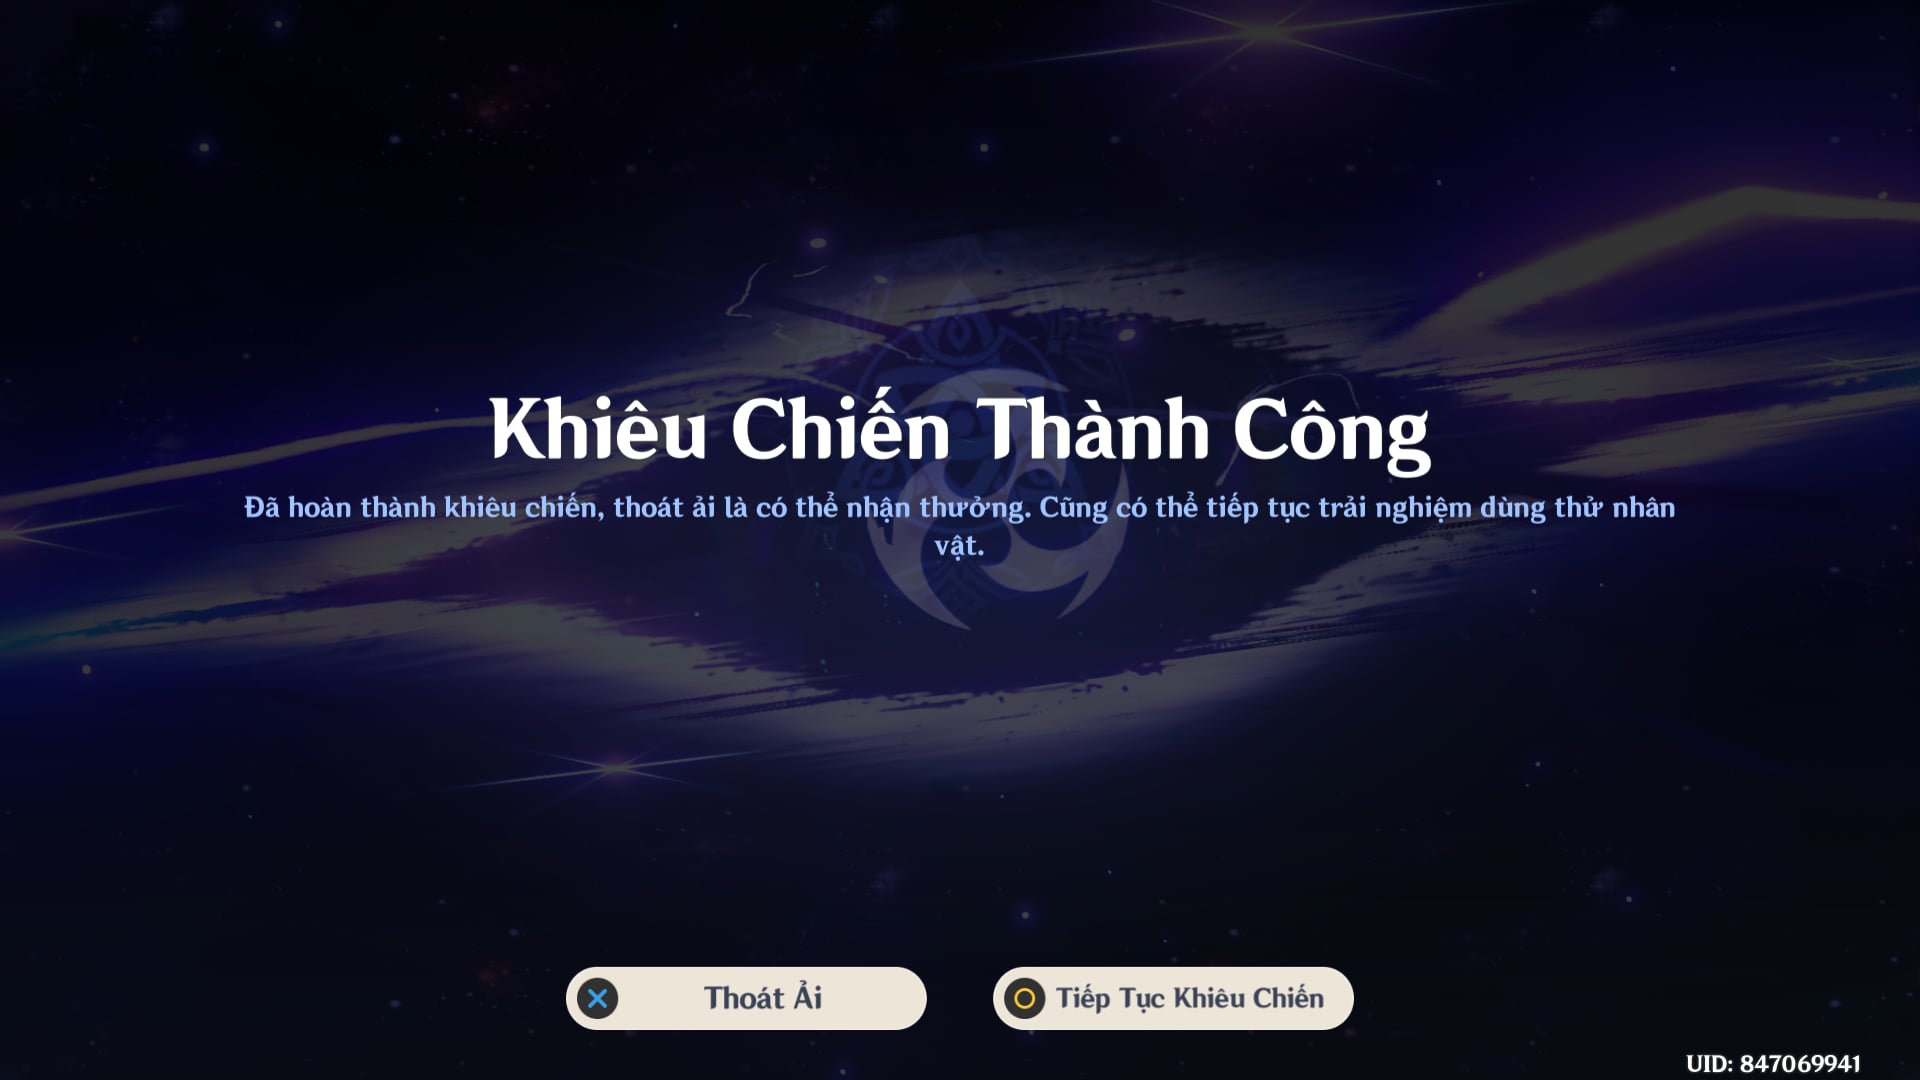 Khiêu Chiến Thành Công
Đã hoàn thành khiêu chiến, thoát ải là có thể nhận thưởng. Cũng có thể tiếp tục trải nghiệm dùng thử nhân
vật.
Thoát Ải
Tiếp Tục Khiêu Chiến
UID: 847069941